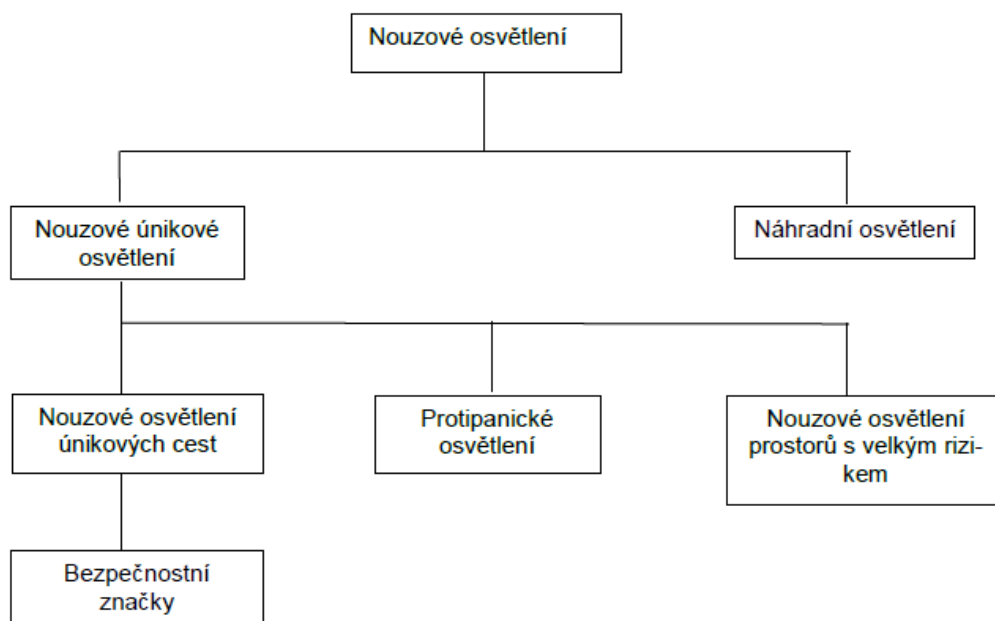 Nouzové osvětlení
Nouzové únikové
osvětlení
Náhradní osvětlení
Nouzové osvětlení
únikových cest
Protipanické
osvětlení
Nouzové osvětlení
prostorů s velkým rizi-
kem
Bezpečnostní
značky